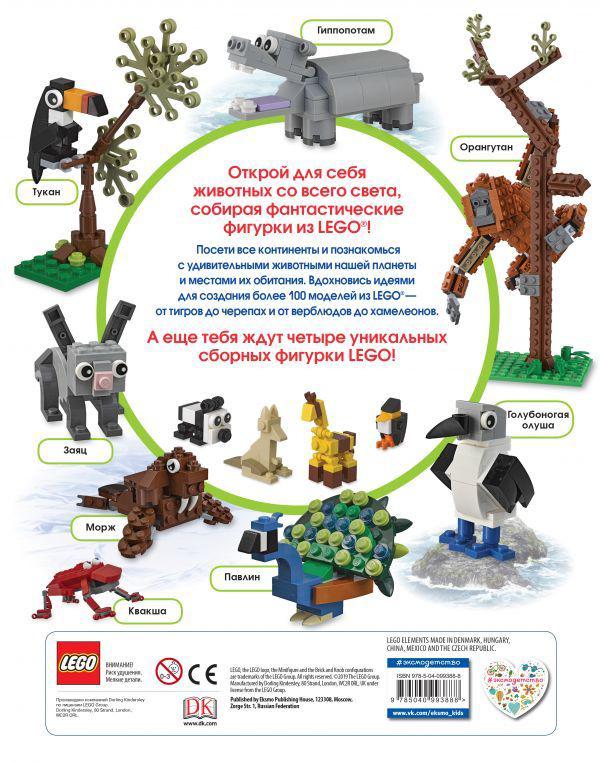 Гиппопотам
Тукан
Орангутан
Открой для себя
животных со всего света,
собирая фантастические
фигурки из LEGO®!
Посети все континенты и познакомься
с удивительными животными нашей планеты
и местами их обитания. Вдохновись идеями
для создания более 100 моделей из LEGO® —
от тигров до черепах и от верблюдов до хамелеонов.
А еще тебя ждут четыре уникальных
сборных фигурки LEGO!
Заяц
Голубоногая
олуша
Морж
Павлин
Квакша
LEGO
ВНИМАНИЕ!
Риск удушения.
Мелкие детали.
0-3
CE
Произведено компанией Dorling Kindersley
по лицензии LEGO Group.
Dorling Kindersley, 80 Strand, London,
WC2R 0RL.
DK
www.dk.com
LEGO, the LEGO logo, the Minifigure and the Brick and Knob configurations
are trademarks of the LEGO Group. All rights reserved. ©2019 The LEGO Group.
Manufactured by Dorling Kindersley, 80 Strand, London, WC2R 0RL, UK under
license from the LEGO Group.
Published by Eksmo Publishing House, 123308, Moscow,
Zorge Str. 1, Russian Federation
LEGO ELEMENTS MADE IN DENMARK, HUNGARY,
CHINA, MEXICO AND THE CZECH REPUBLIC.
#эксмодетство
ISBN 978-5-04-099388-8
9 785040 993888 >
www.vk.com/eksmo_kids
#эксмодетство